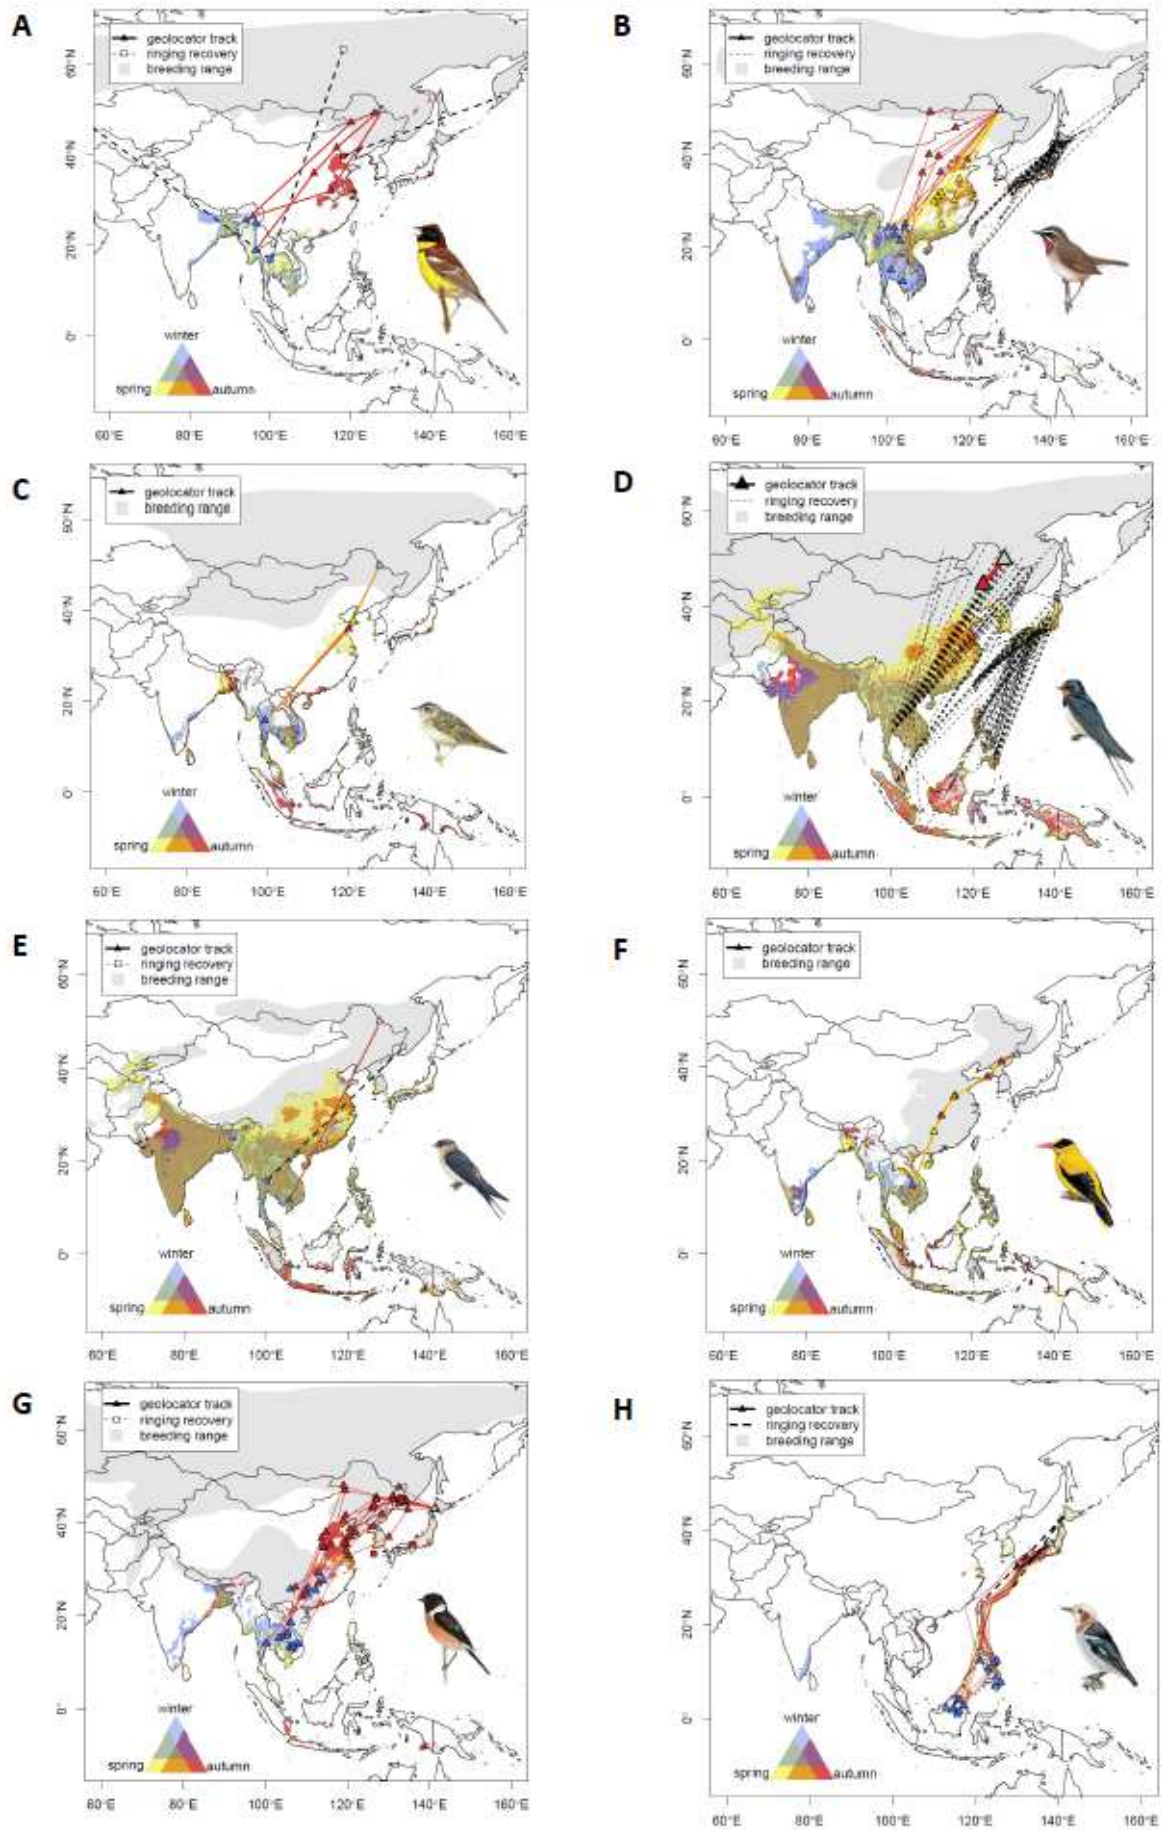 A
geolocator track
ringing recovery
breeding range
60°N
40°N
20°N
0°
winter
spring autumn
60°E 80°E 100°E 120°E 140°E 160°E
B
geolocator track
ringing recovery
breeding range
60°N
40°N
20°N
0°
winter
spring autumn
60°E 80°E 100°E 120°E 140°E 160°E
C
geolocator track
breeding range
60°N
40°N
20°N
0°
winter
spring autumn
60°E 80°E 100°E 120°E 140°E 160°E
D
geolocator track
ringing recovery
breeding range
60°N
40°N
20°N
0°
winter
spring autumn
60°E 80°E 100°E 120°E 140°E 160°E
E
geolocator track
ringing recovery
breeding range
60°N
40°N
20°N
0°
winter
spring autumn
60°E 80°E 100°E 120°E 140°E 160°E
F
geolocator track
breeding range
60°N
40°N
20°N
0°
winter
spring autumn
60°E 80°E 100°E 120°E 140°E 160°E
G
geolocator track
ringing recovery
breeding range
60°N
40°N
20°N
0°
winter
spring autumn
60°E 80°E 100°E 120°E 140°E 160°E
H
geolocator track
ringing recovery
breeding range
60°N
40°N
20°N
0°
winter
spring autumn
60°E 80°E 100°E 120°E 140°E 160°E